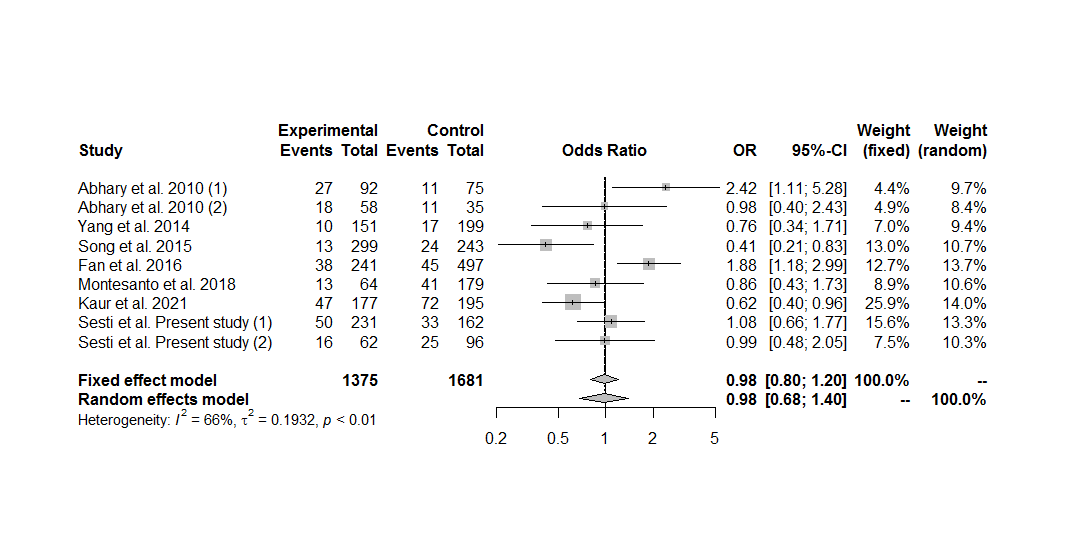 Experimental Control Weight Weight
Study Events Total Events Total Odds Ratio OR 95%-CI (fixed) (random)
Abhary et al. 2010 (1) 27 92 11 75 2.42 [1.11; 5.28] 4.4% 9.7%
Abhary et al. 2010 (2) 18 58 11 35 0.98 [0.40; 2.43] 4.9% 8.4%
Yang et al. 2014 10 151 17 199 0.76 [0.34; 1.71] 7.0% 9.4%
Song et al. 2015 13 299 24 243 0.41 [0.21; 0.83] 13.0% 10.7%
Fan et al. 2016 38 241 45 497 1.88 [1.18; 2.99] 12.7% 13.7%
Montesanto et al. 2018 13 64 41 179 0.86 [0.43; 1.73] 8.9% 10.6%
Kaur et al. 2021 47 177 72 195 0.62 [0.40; 0.96] 25.9% 14.0%
Sesti et al. Present study (1) 50 231 33 162 1.08 [0.66; 1.77] 15.6% 13.3%
Sesti et al. Present study (2) 16 62 25 96 0.99 [0.48; 2.05] 7.5% 10.3%
Fixed effect model 1375 1681 0.98 [0.80; 1.20] 100.0% --
Random effects model 0.98 [0.68; 1.40] -- 100.0%
Heterogeneity: I² = 66%, τ² = 0.1932, p < 0.01
0.2 0.5 1 2 5